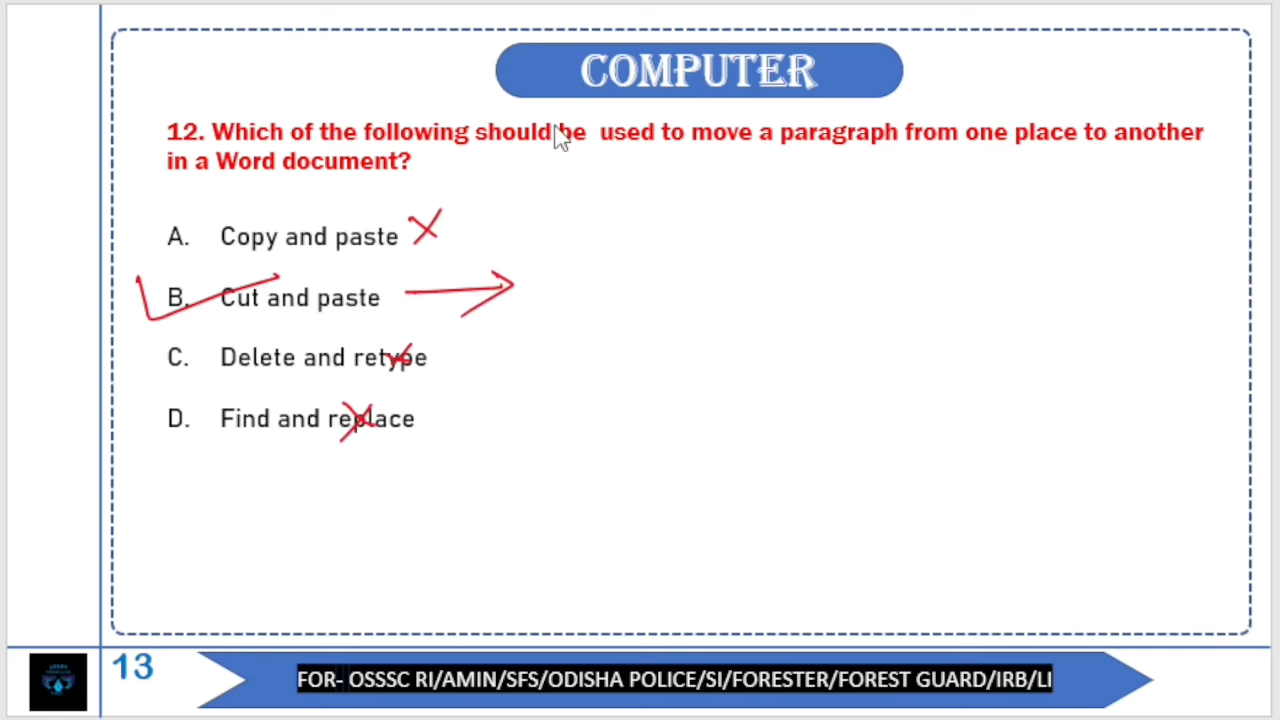 COMPUTER
12. Which of the following should be used to move a paragraph from one place to another
in a Word document?
A. Copy and paste
B. Cut and paste
C. Delete and retype
D. Find and replace
13
FOR- OSSSC RI/AMIN/SFS/ODISHA POLICE/SI/FORESTER/FOREST GUARD/IRB/LI